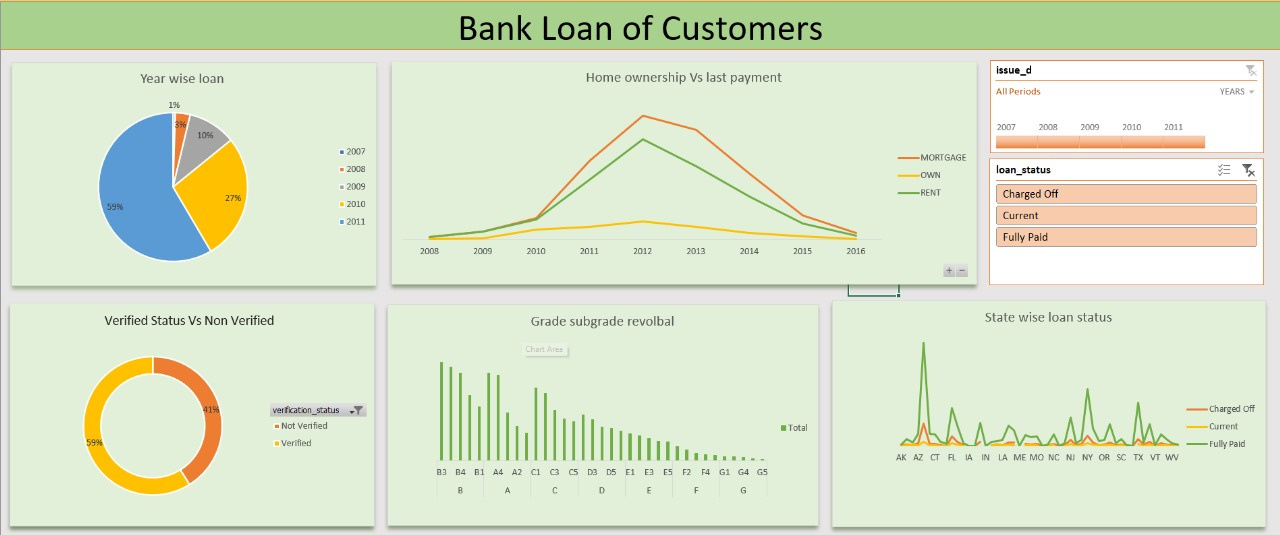 Bank Loan of Customers
Year wise loan
1%
3%
10%
27%
59%
2007
2008
2009
2010
2011
Home ownership Vs last payment
MORTGAGE
OWN
RENT
2008 2009 2010 2011 2012 2013 2014 2015 2016
+ −
issue_d
All Periods YEARS
2007 2008 2009 2010 2011
loan_status
Charged Off
Current
Fully Paid
Verified Status Vs Non Verified
41%
59%
verification_status
Not Verified
Verified
Grade subgrade revolbal
Chart Area
Total
B3 B4 B1 A4 A2 C1 C3 C5 D3 D5 E1 E3 E5 F2 F4 G1 G4 G5
B A C D E F G
State wise loan status
Charged Off
Current
Fully Paid
AK AZ CT FL IA IN LA ME MO NC NJ NY OR SC TX VT WV